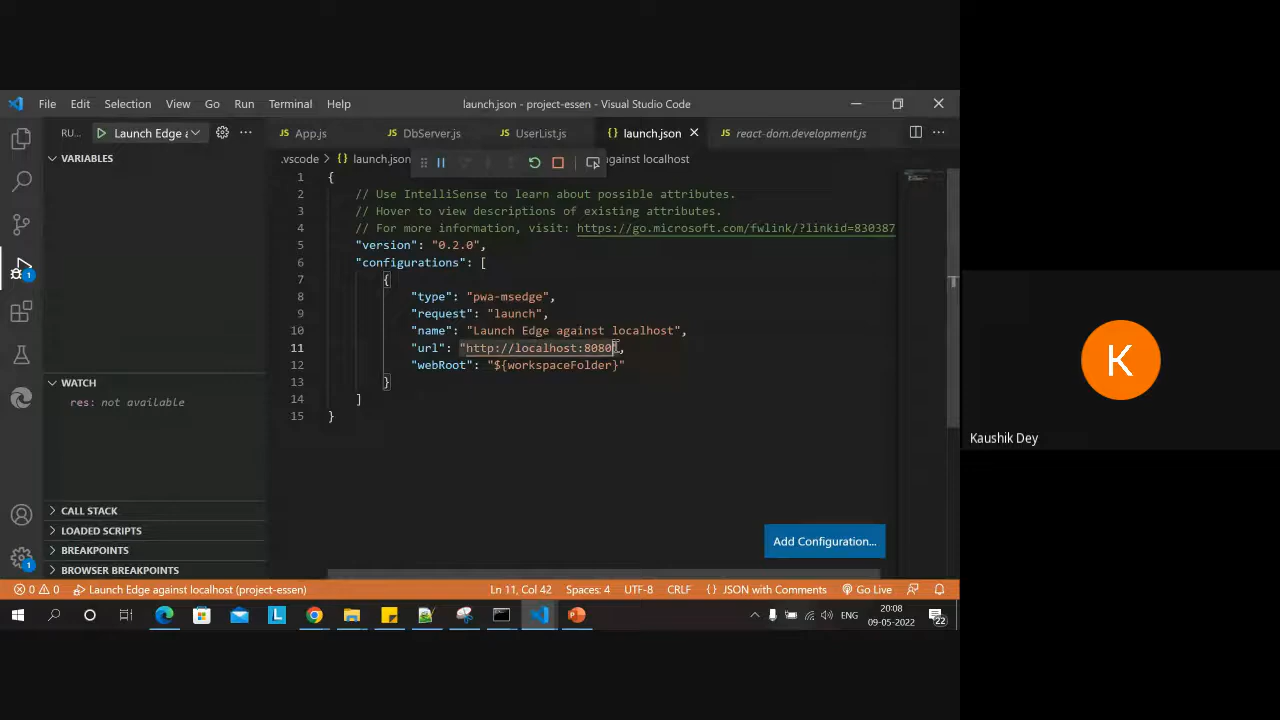 File Edit Selection View Go Run Terminal Help
launch.json - project-essen - Visual Studio Code
RU... Launch Edge a
App.js DbServer.js UserList.js launch.json react-dom.development.js
VARIABLES
.vscode > {} launch.json
against localhost
1 {
2 // Use IntelliSense to learn about possible attributes.
3 // Hover to view descriptions of existing attributes.
4 // For more information, visit: https://go.microsoft.com/fwlink/?linkid=830387
5 "version": "0.2.0",
6 "configurations": [
7 {
8 "type": "pwa-msedge",
9 "request": "launch",
10 "name": "Launch Edge against localhost",
11 "url": "http://localhost:8080",
12 "webRoot": "${workspaceFolder}"
13 }
14 ]
15 }
WATCH
res: not available
CALL STACK
LOADED SCRIPTS
BREAKPOINTS
BROWSER BREAKPOINTS
Add Configuration...
1
1
0 0 Launch Edge against localhost (project-essen)
Ln 11, Col 42 Spaces: 4 UTF-8 CRLF {} JSON with Comments Go Live
L
ENG
20:08
09-05-2022
22
K
Kaushik Dey